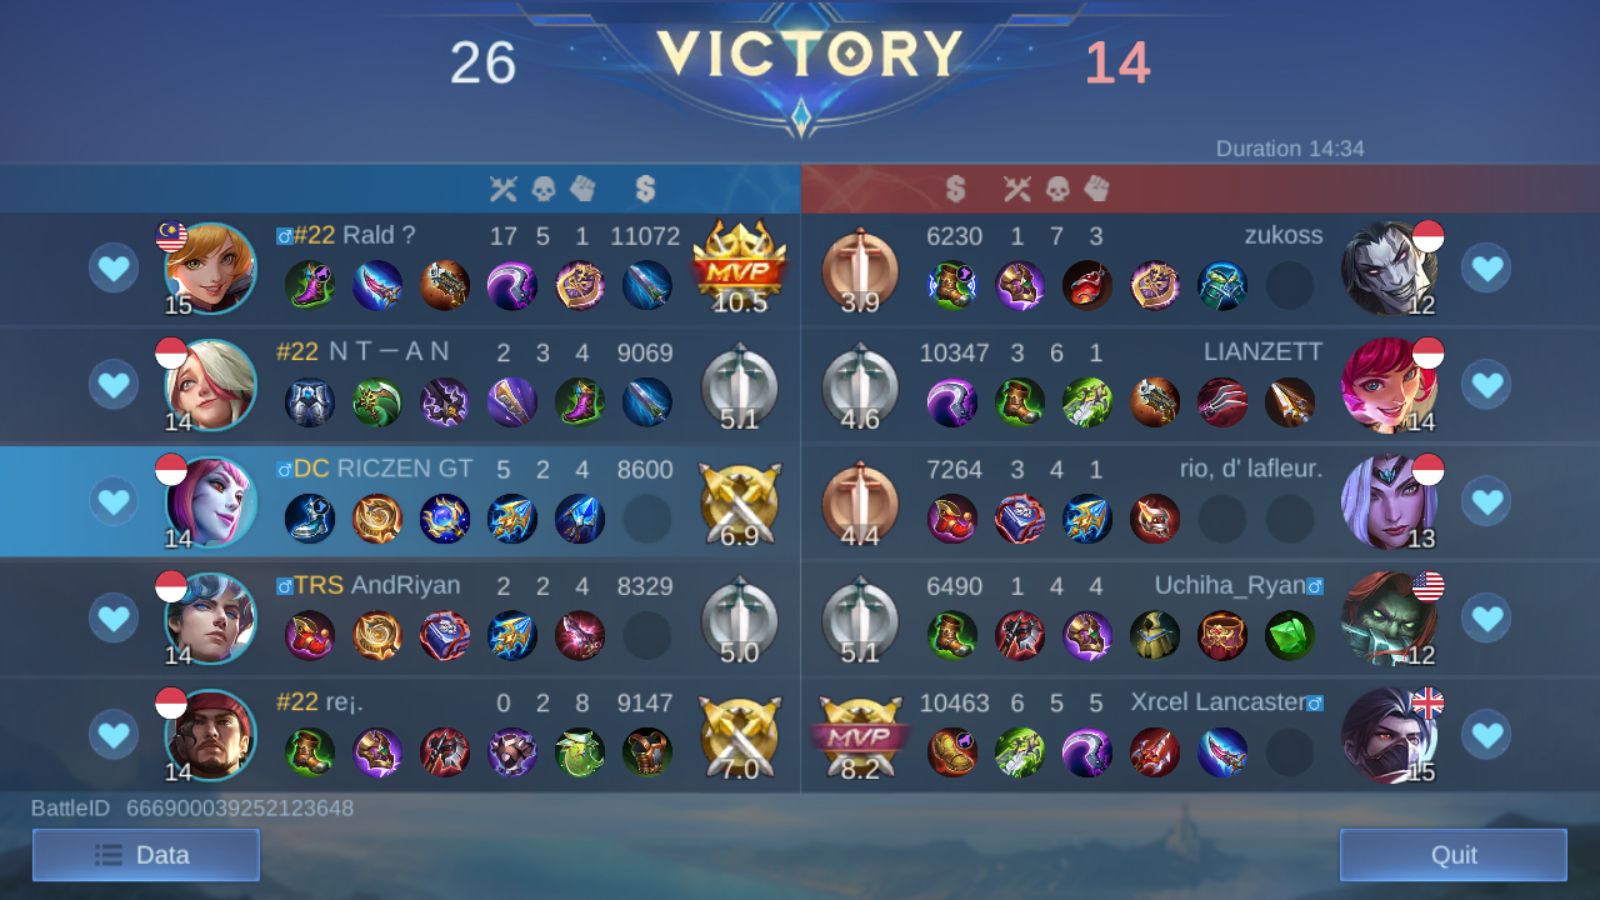 26 VICTORY 14
Duration 14:34
#22 Rald ? 17 5 1 11072
15 MVP 10.5
6230 1 7 3 zukoss
3.9 12
#22 N T ー A N 2 3 4 9069
14 5.1
10347 3 6 1 LIANZETT
4.6 14
♂DC RICZEN GT 5 2 4 8600
14 6.9
7264 3 4 1 rio, d' lafleur.
4.4 13
♂TRS AndRiyan 2 2 4 8329
14 5.0
6490 1 4 4 Uchiha_Ryan♂
5.1 12
#22 re¡. 0 2 8 9147
14 7.0
10463 6 5 5 Xrcel Lancaster♂
MVP 8.2 15
BattleID 666900039252123648
Data
Quit